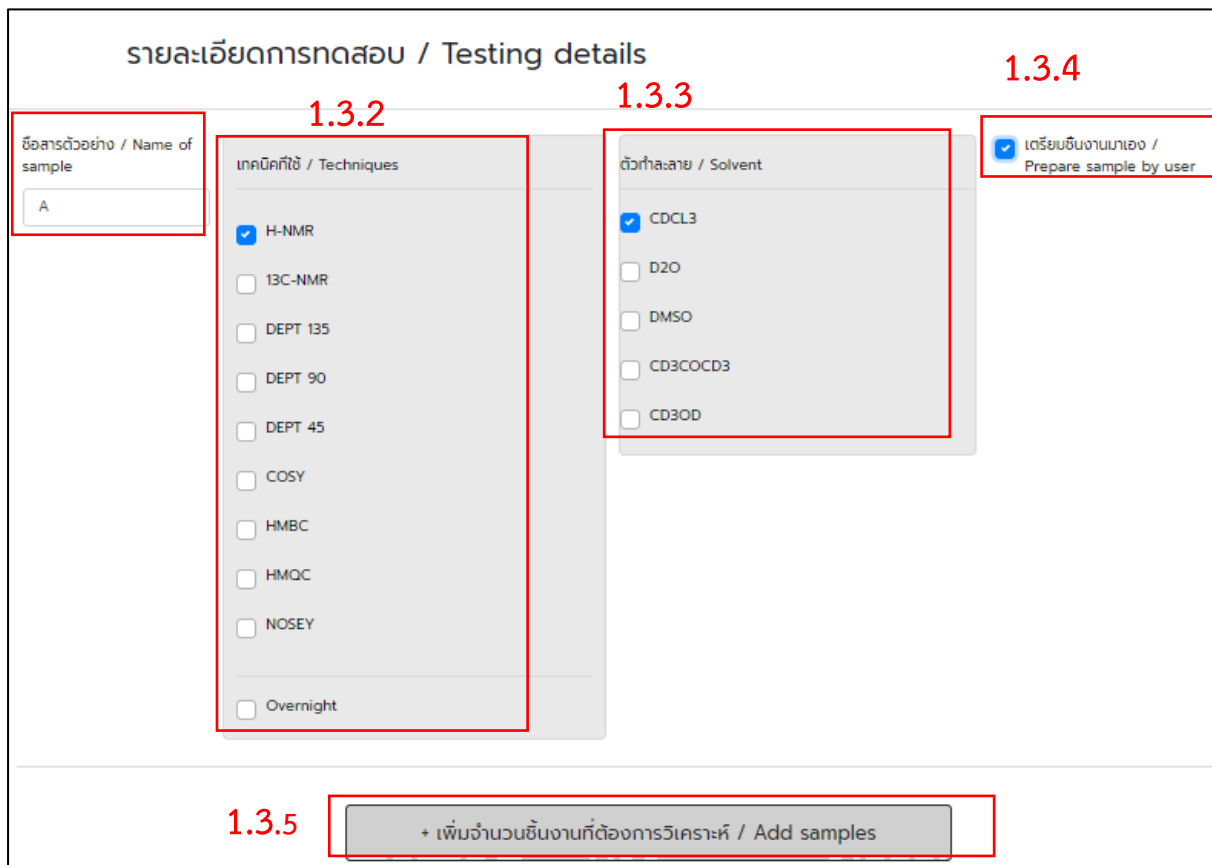 รายละเอียดการทดสอบ / Testing details
1.3.2
1.3.3
1.3.4
ชื่อสารตัวอย่าง / Name of
sample
A
เทคนิคที่ใช้ / Techniques
H-NMR
13C-NMR
DEPT 135
DEPT 90
DEPT 45
COSY
HMBC
HMQC
NOSEY
Overnight
ตัวทำละลาย / Solvent
CDCL3
D2O
DMSO
CD3COCD3
CD3OD
เตรียมชิ้นงานมาเอง /
Prepare sample by user
1.3.5
+ เพิ่มจำนวนชิ้นงานที่ต้องการวิเคราะห์ / Add samples